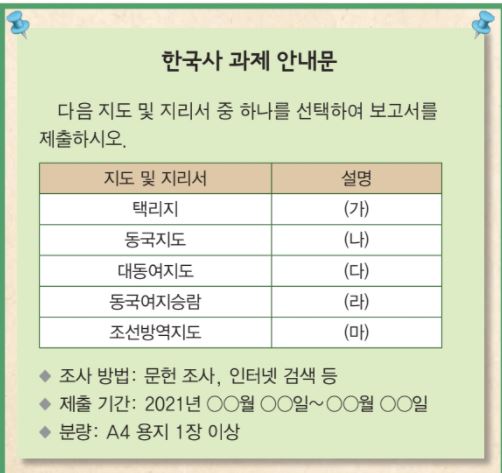 한국사 과제 안내문
다음 지도 및 지리서 중 하나를 선택하여 보고서를
제출하시오.
지도 및 지리서 설명
택리지 (가)
동국지도 (나)
대동여지도 (다)
동국여지승람 (라)
조선방역지도 (마)
◆ 조사 방법: 문헌 조사, 인터넷 검색 등
◆ 제출 기간: 2021년 ○○월 ○○일~○○월 ○○일
◆ 분량: A4 용지 1장 이상